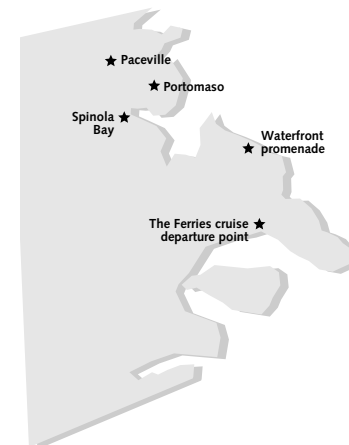 Paceville
Portomaso
Spinola
Bay
Waterfront
promenade
The Ferries cruise
departure point